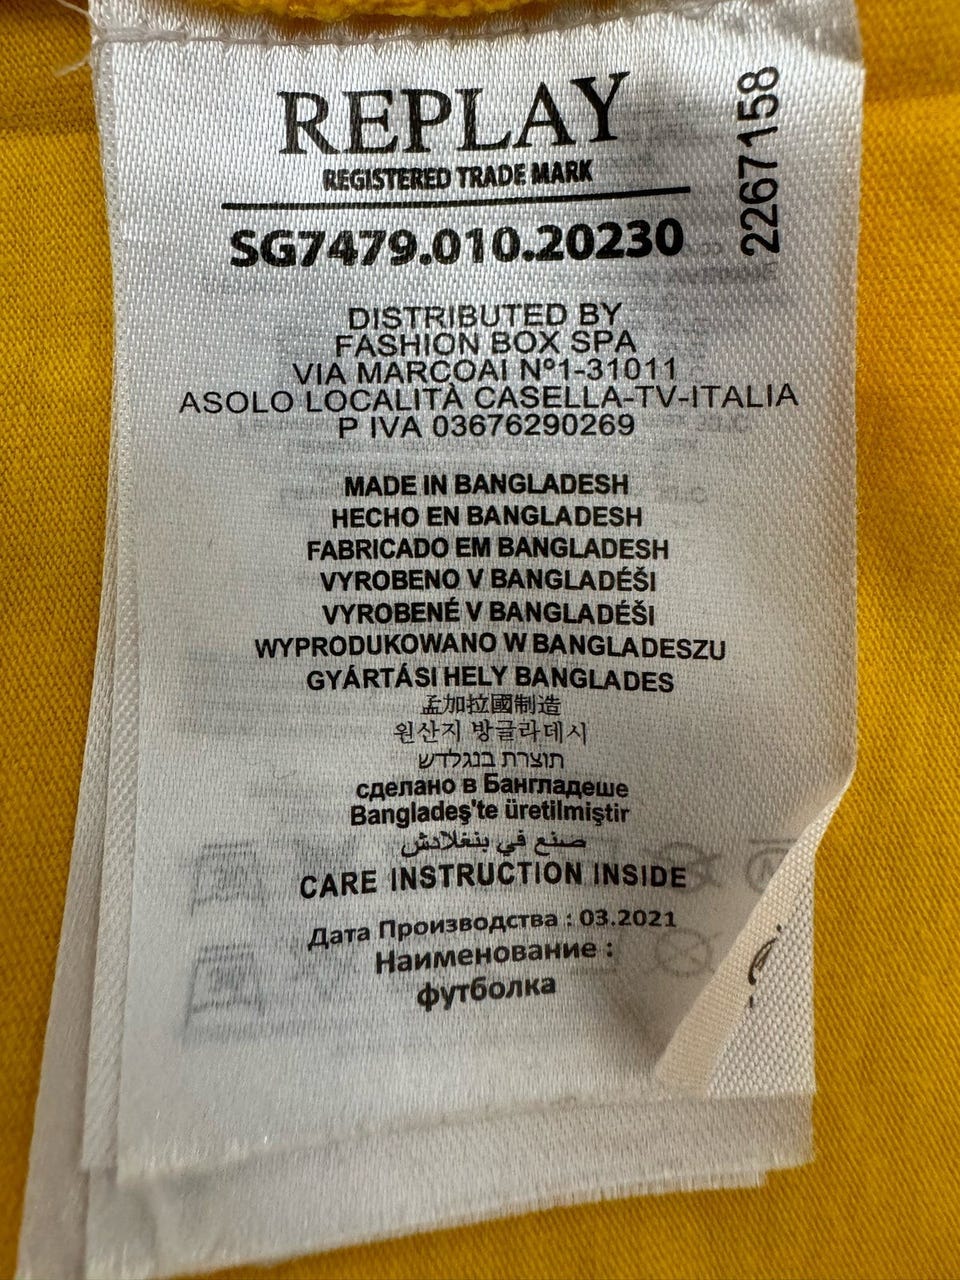 REPLAY
REGISTERED TRADE MARK
2267158
SG7479.010.20230
DISTRIBUTED BY
FASHION BOX SPA
VIA MARCOAI Nº1-31011
ASOLO LOCALITÀ CASELLA-TV-ITALIA
P IVA 03676290269
MADE IN BANGLADESH
HECHO EN BANGLADESH
FABRICADO EM BANGLADESH
VYROBENO V BANGLADÉŠI
VYROBENÉ V BANGLADÉŠI
WYPRODUKOWANO W BANGLADESZU
GYÁRTÁSI HELY BANGLADES
孟加拉國制造
원산지 방글라데시
תוצרת בנגלדש
сделано в Бангладеше
Bangladeş'te üretilmiştir
صنع في بنغلادش
CARE INSTRUCTION INSIDE
Дата Производства : 03.2021
Наименование :
футболка